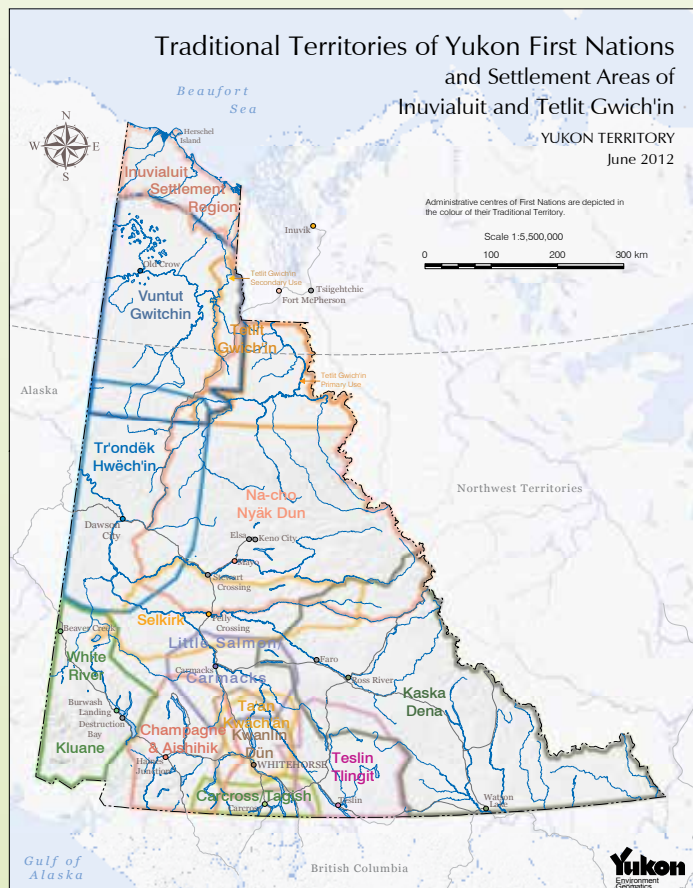 Traditional Territories of Yukon First Nations
and Settlement Areas of
Inuvialuit and Tetlit Gwich'in
YUKON TERRITORY
June 2012
Beaufort
Sea
N
W
E
S
Herschel
Island
Inuvialuit
Settlement
Region
Administrative centres of First Nations are depicted in
the colour of their Traditional Territory.
Scale 1:5,500,000
0 100 200 300 km
Inuvik
Old Crow
Tetlit Gwich'in
Secondary Use
Tsiigehtchic
Fort McPherson
Vuntut
Gwitchin
Tetlit
Gwich'in
Tetlit Gwich'in
Primary Use
Alaska
Tr'ondëk
Hwëch'in
Na-cho
Nyäk Dun
Northwest Territories
Dawson
City
Elsa
Keno City
Mayo
Stewart
Crossing
Selkirk
Pelly
Crossing
Beaver Creek
Little Salmon
Carmacks
Carmacks
Faro
Ross River
White
River
Kaska
Dena
Burwash
Landing
Destruction
Bay
Ta'an
Kwäch'än
Champagne
& Aishihik
Kwanlin
Dün
Kluane
Haines
Junction
WHITEHORSE
Teslin
Tlingit
Carcross Tagish
Carcross
Teslin
Watson
Lake
Gulf of
Alaska
British Columbia
Yukon
Environment
Geomatics